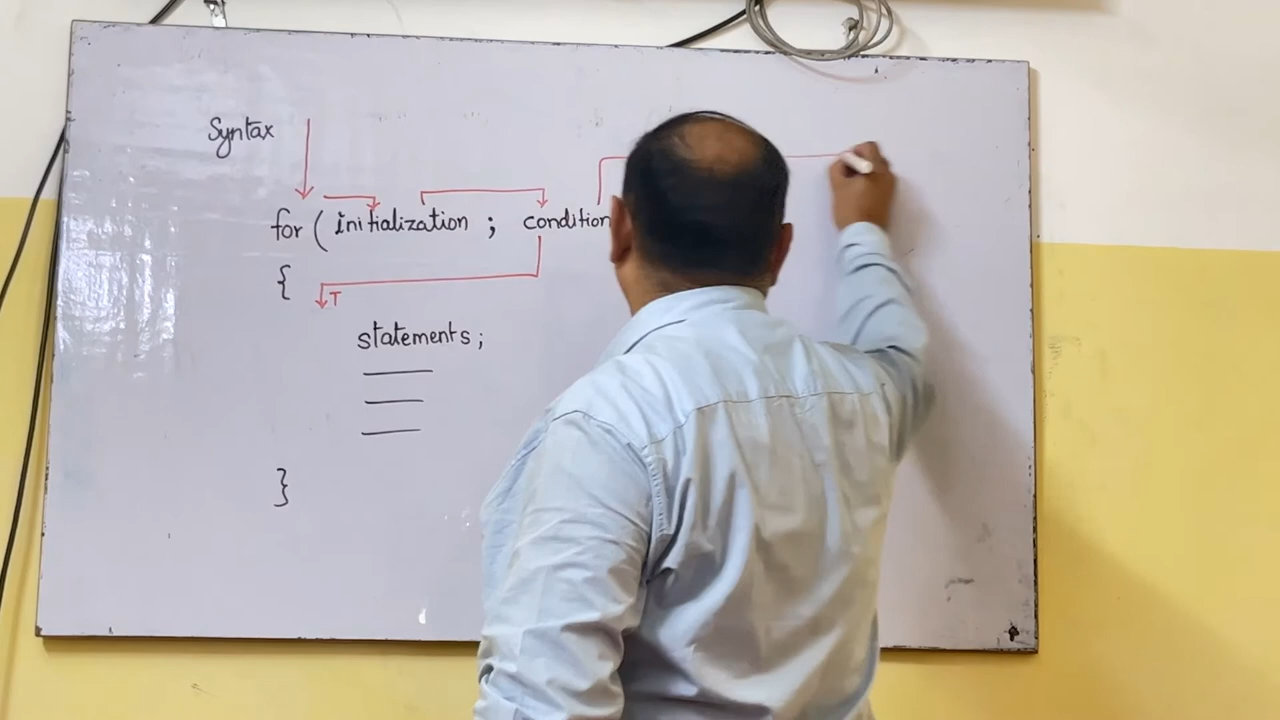 Syntax
for ( initialization ; condition
{
T
statements;
}